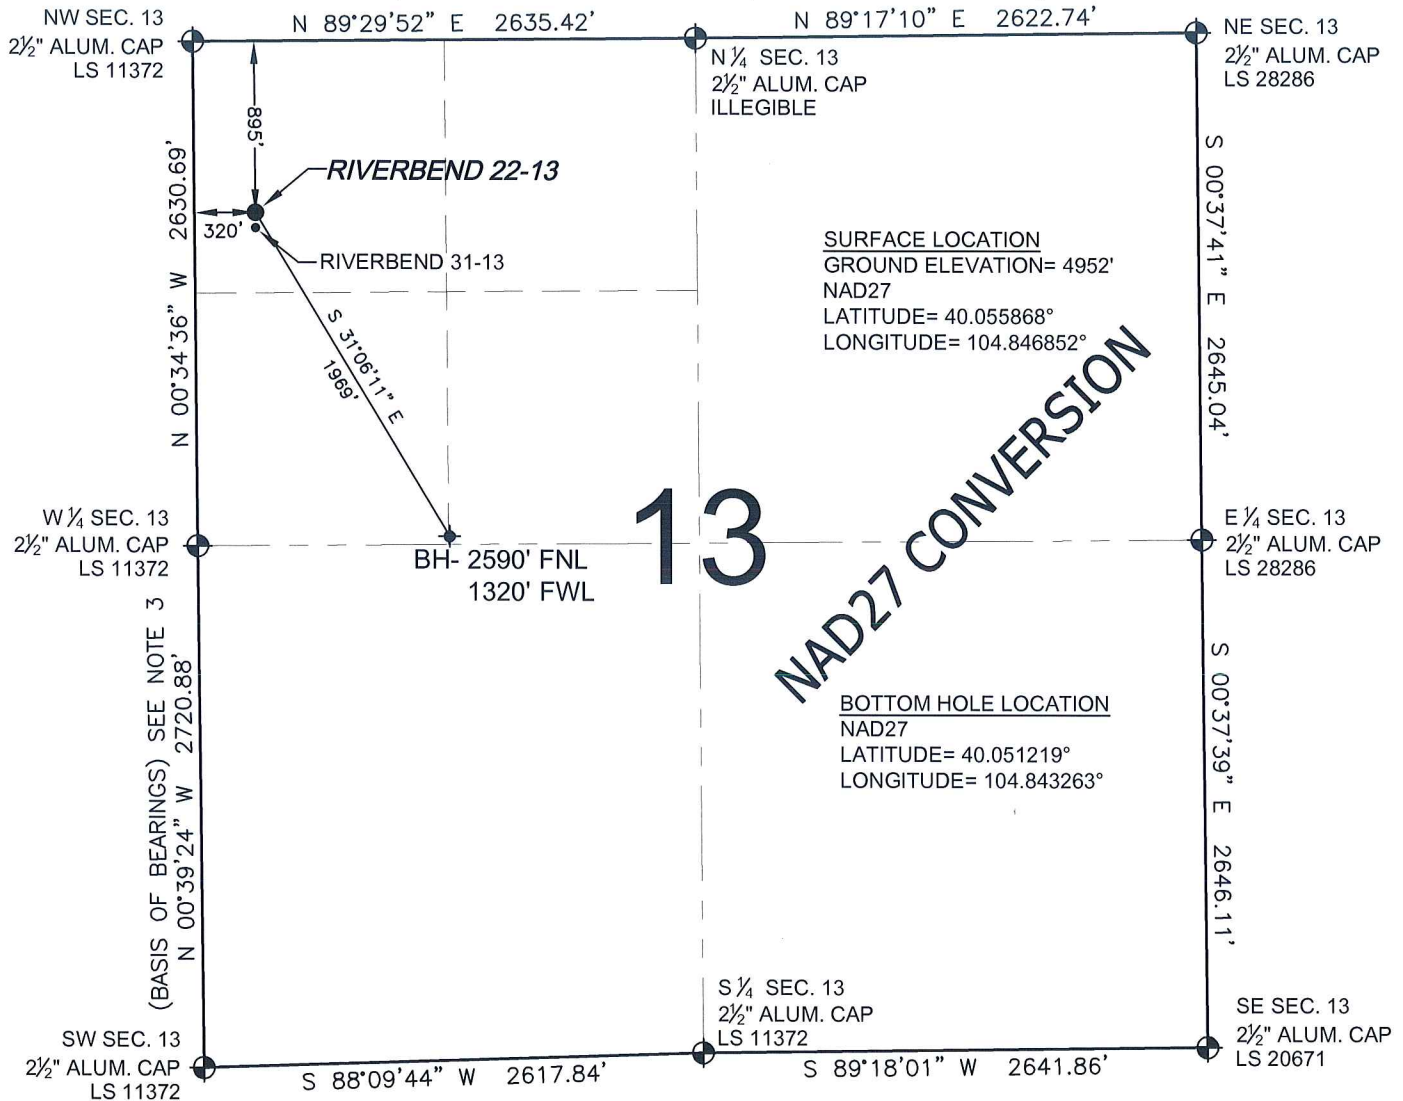 NW SEC. 13
2½" ALUM. CAP
LS 11372
N 89°29'52" E 2635.42'
N 89°17'10" E 2622.74'
NE SEC. 13
2½" ALUM. CAP
LS 28286
N ¼ SEC. 13
2½" ALUM. CAP
ILLEGIBLE
895'
RIVERBEND 22-13
320'
RIVERBEND 31-13
N 00°34'36" W 2630.69'
S 00°37'41" E 2645.04'
SURFACE LOCATION
GROUND ELEVATION= 4952'
NAD27
LATITUDE= 40.055868°
LONGITUDE= 104.846852°
S 31°06'11" E
1969'
NAD27 CONVERSION
13
W ¼ SEC. 13
2½" ALUM. CAP
LS 11372
BH- 2590' FNL
1320' FWL
E ¼ SEC. 13
2½" ALUM. CAP
LS 28286
(BASIS OF BEARINGS) SEE NOTE 3
N 00°39'24" W 2720.88'
S 00°37'39" E 2646.11'
BOTTOM HOLE LOCATION
NAD27
LATITUDE= 40.051219°
LONGITUDE= 104.843263°
SW SEC. 13
2½" ALUM. CAP
LS 11372
S 88°09'44" W 2617.84'
S ¼ SEC. 13
2½" ALUM. CAP
LS 11372
S 89°18'01" W 2641.86'
SE SEC. 13
2½" ALUM. CAP
LS 20671